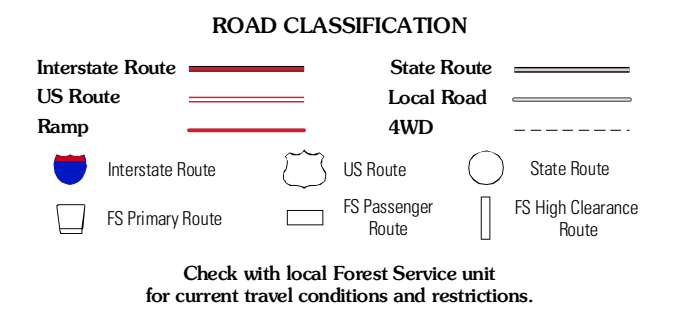 ROAD CLASSIFICATION
Interstate Route
State Route
US Route
Local Road
Ramp
4WD
Interstate Route
US Route
State Route
FS Primary Route
FS Passenger
Route
FS High Clearance
Route
Check with local Forest Service unit
for current travel conditions and restrictions.